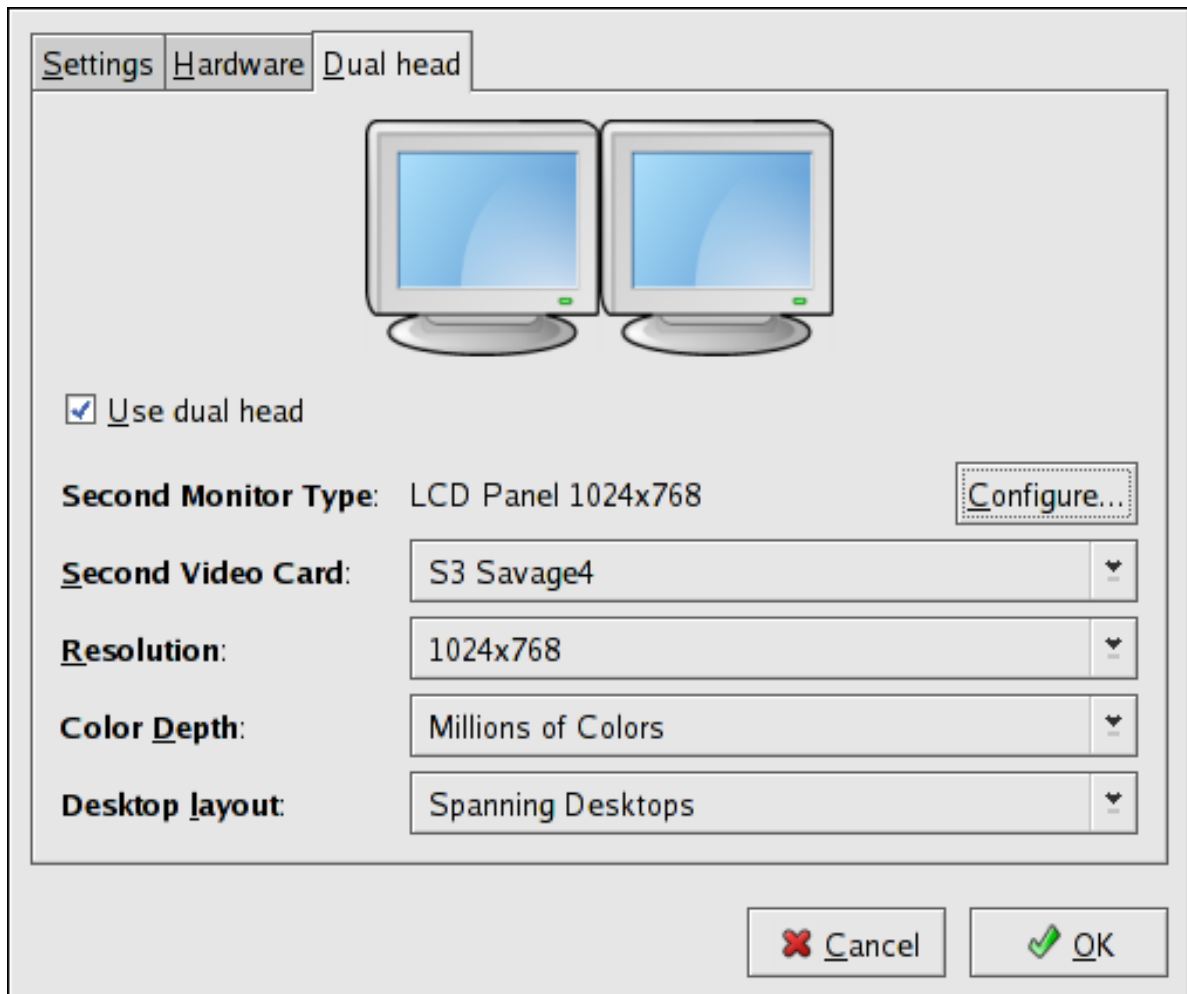 Settings Hardware Dual head
Use dual head
Second Monitor Type: LCD Panel 1024x768 Configure...
Second Video Card: S3 Savage4
Resolution: 1024x768
Color Depth: Millions of Colors
Desktop layout: Spanning Desktops
Cancel OK